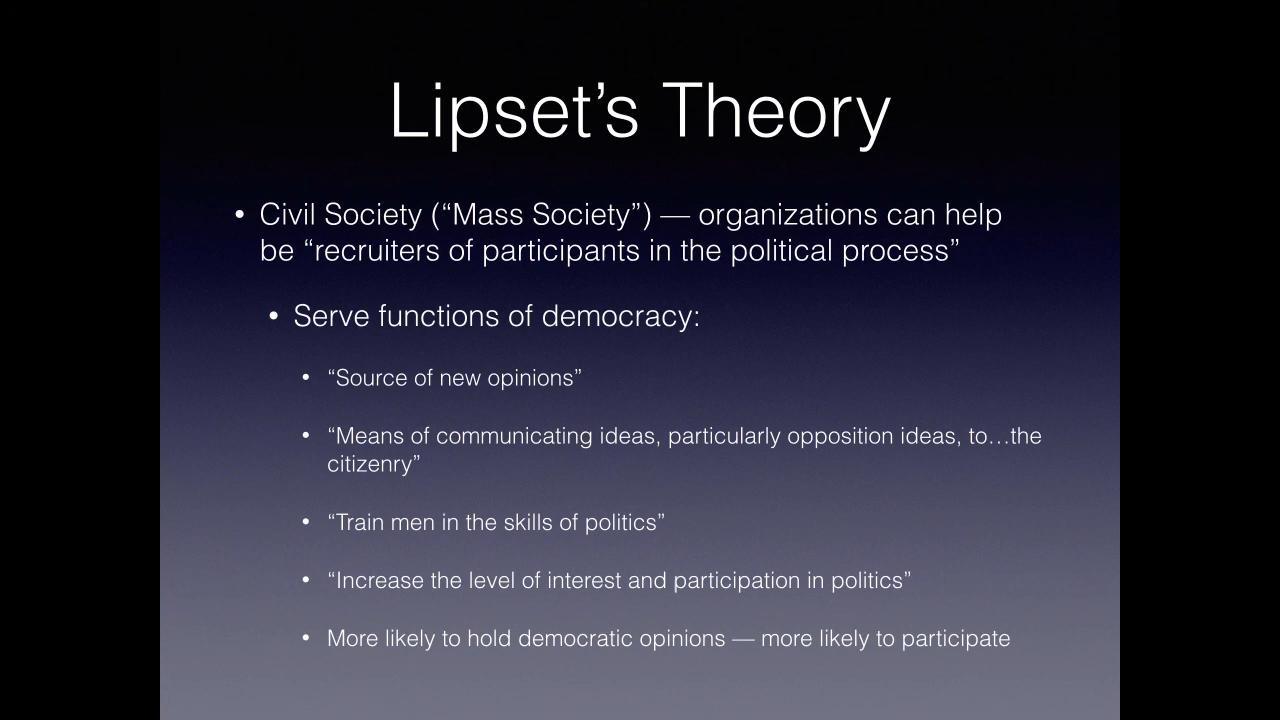 Lipset’s Theory
• Civil Society (“Mass Society”) — organizations can help
be “recruiters of participants in the political process”
• Serve functions of democracy:
• “Source of new opinions”
• “Means of communicating ideas, particularly opposition ideas, to…the
citizenry”
• “Train men in the skills of politics”
• “Increase the level of interest and participation in politics”
• More likely to hold democratic opinions — more likely to participate